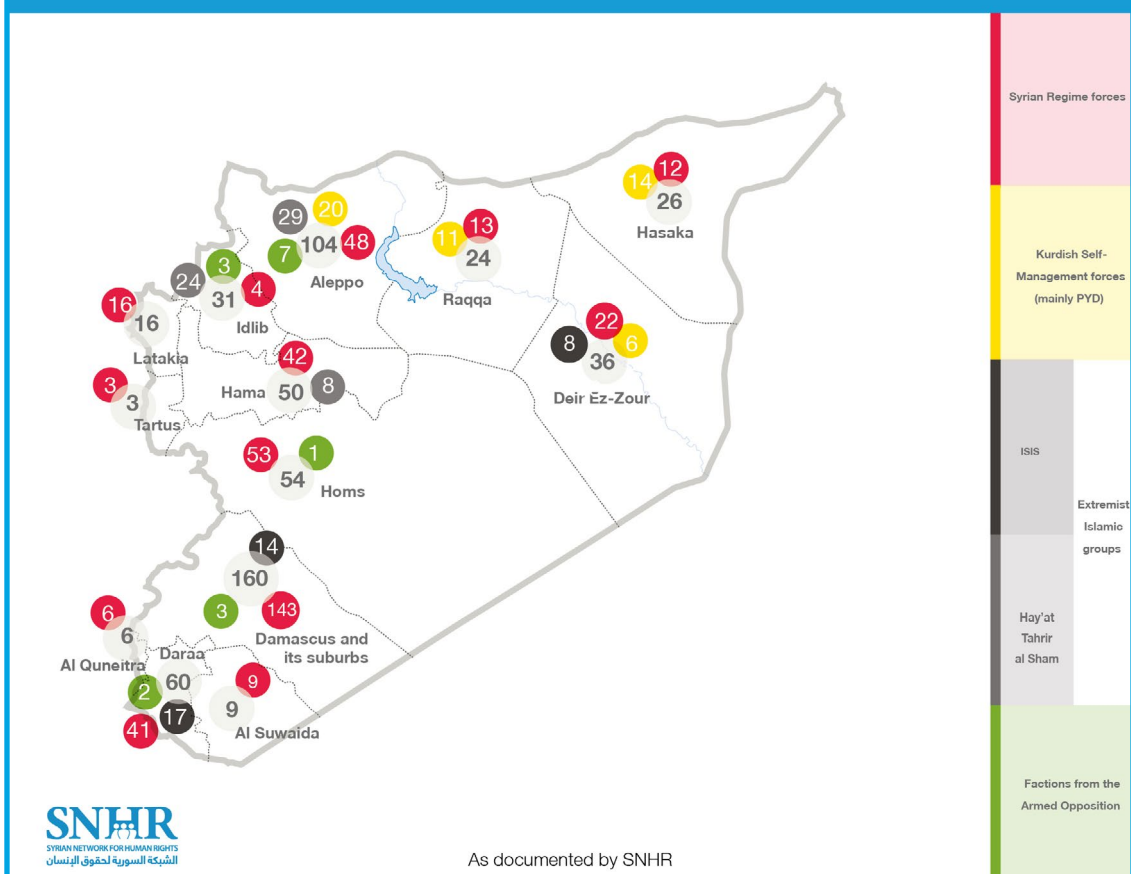 12
14
26
Hasaka
29
20
104
48
7
Aleppo
13
11
24
Raqqa
3
24
4
31
Idlib
16
16
Latakia
22
8
6
36
Deir Ez-Zour
42
Hama
50
8
3
3
Tartus
53
1
54
Homs
14
160
3
143
Damascus and
its suburbs
6
6
Al Quneitra
Daraa
60
2
17
41
9
9
Al Suwaida
Syrian Regime forces
Kurdish Self-
Management forces
(mainly PYD)
ISIS
Extremist
Islamic
groups
Hay'at
Tahrir
al Sham
Factions from the
Armed Opposition
SNHR
SYRIAN NETWORK FOR HUMAN RIGHTS
الشبكة السورية لحقوق الإنسان
As documented by SNHR